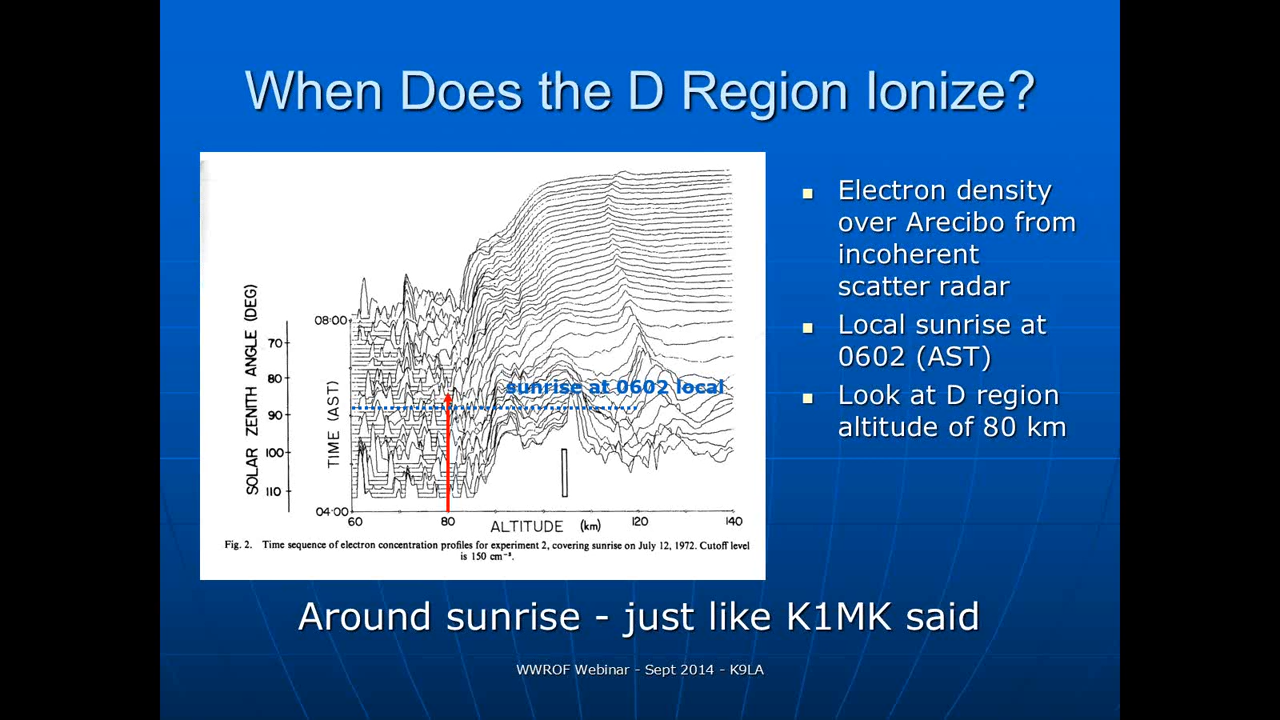 When Does the D Region Ionize?
SOLAR ZENITH ANGLE (DEG)
70
80
90
100
110
TIME (AST)
08:00
04:00
sunrise at 0602 local
60
80
120
140
ALTITUDE (km)
Fig. 2. Time sequence of electron concentration profiles for experiment 2, covering sunrise on July 12, 1972. Cutoff level
is 150 cm⁻³.
■ Electron density
over Arecibo from
incoherent
scatter radar
■ Local sunrise at
0602 (AST)
■ Look at D region
altitude of 80 km
Around sunrise - just like K1MK said
WWROF Webinar - Sept 2014 - K9LA